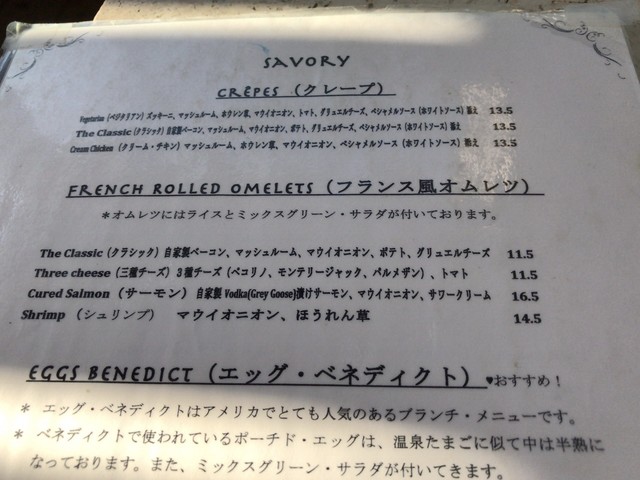 SAVORY
CRÊPES (クレープ)
Vegetarian (ベジタリアン) ズッキーニ、マッシュルーム、ホウレン草、マウイオニオン、トマト、グリュエルチーズ、ベシャメルソース (ホワイトソース) 添え 13.5
The Classic (クラシック) 自家製ベーコン、マッシュルーム、マウイオニオン、ポテト、グリュエルチーズ、ベシャメルソース (ホワイトソース) 添え 13.5
Cream Chicken (クリーム・チキン) マッシュルーム、ホウレン草、マウイオニオン、ベシャメルソース (ホワイトソース) 添え 13.5
FRENCH ROLLED OMELETS (フランス風オムレツ)
*オムレツにはライスとミックスグリーン・サラダが付いております。
The Classic (クラシック) 自家製ベーコン、マッシュルーム、マウイオニオン、ポテト、グリュエルチーズ 11.5
Three cheese (三種チーズ) 3種チーズ (ペコリノ、モンテリージャック、パルメザン)、トマト 11.5
Cured Salmon (サーモン) 自家製 Vodka(Grey Goose)漬けサーモン、マウイオニオン、サワークリーム 16.5
Shrimp (シュリンプ) マウイオニオン、ほうれん草 14.5
EGGS BENEDICT (エッグ・ベネディクト) ♥おすすめ!
* エッグ・ベネディクトはアメリカでとても人気のあるブランチ・メニューです。
* ベネディクトで使われているポーチド・エッグは、温泉たまごに似て中は半熟に
なっております。また、ミックスグリーン・サラダが付いてきます。